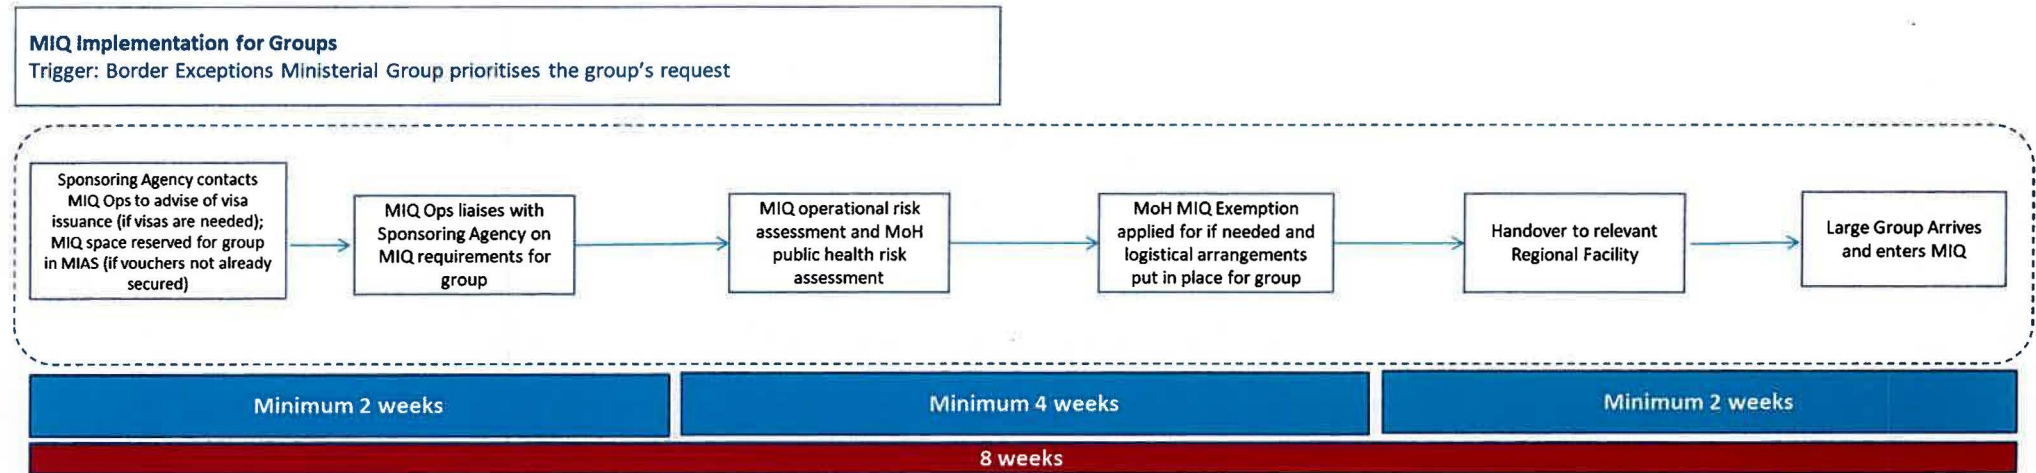 MIQ Implementation for Groups
Trigger: Border Exceptions Ministerial Group prioritises the group's request
Sponsoring Agency contacts
MIQ Ops to advise of visa
issuance (if visas are needed);
MIQ space reserved for group
in MIAS (if vouchers not already
secured)
MIQ Ops liaises with
Sponsoring Agency on
MIQ requirements for
group
MIQ operational risk
assessment and MoH
public health risk
assessment
MoH MIQ Exemption
applied for if needed and
logistical arrangements
put in place for group
Handover to relevant
Regional Facility
Large Group Arrives
and enters MIQ
Minimum 2 weeks
Minimum 4 weeks
Minimum 2 weeks
8 weeks